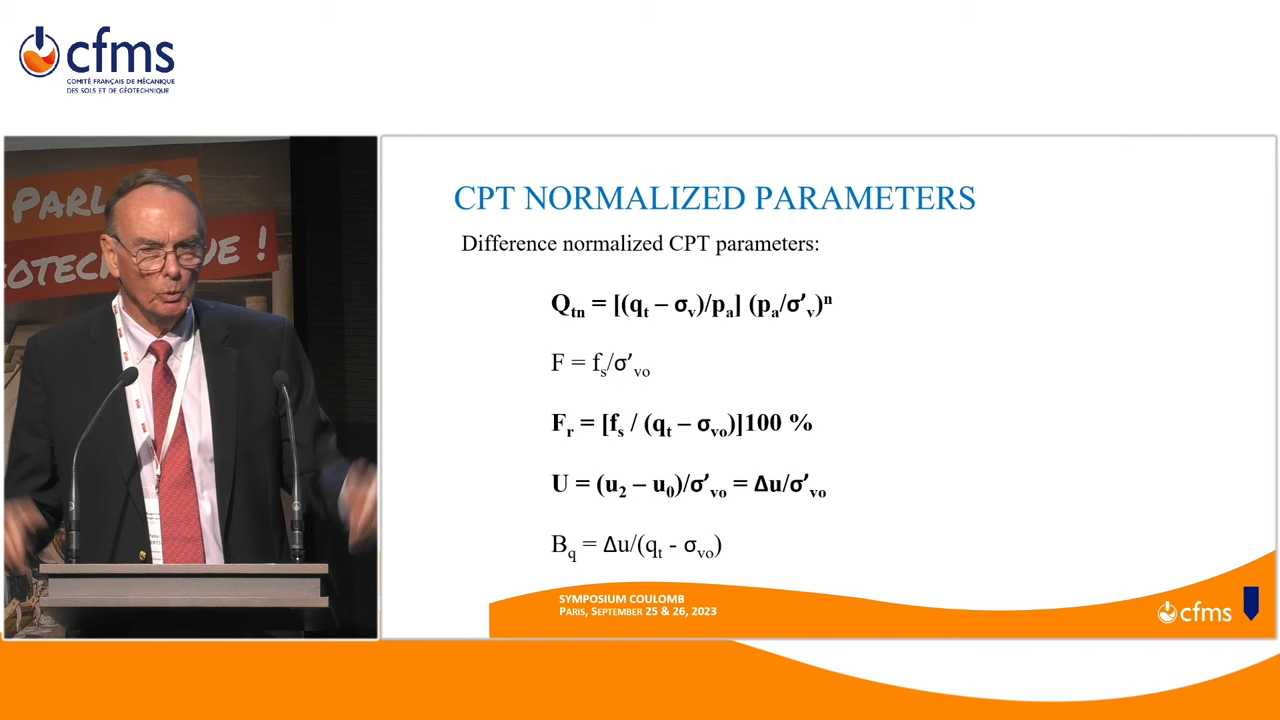 cfms
COMITÉ FRANÇAIS DE MÉCANIQUE
DES SOLS ET DE GÉOTECHNIQUE
PARL
UE !
CPT NORMALIZED PARAMETERS
Difference normalized CPT parameters:
Qtn = [(qt – σv)/pa] (pa/σ’v)ⁿ
F = fs/σ’vo
Fr = [fs / (qt – σvo)]100 %
U = (u2 – u0)/σ’vo = Δu/σ’vo
Bq = Δu/(qt - σvo)
SYMPOSIUM COULOMB
PARIS, SEPTEMBER 25 & 26, 2023
cfms